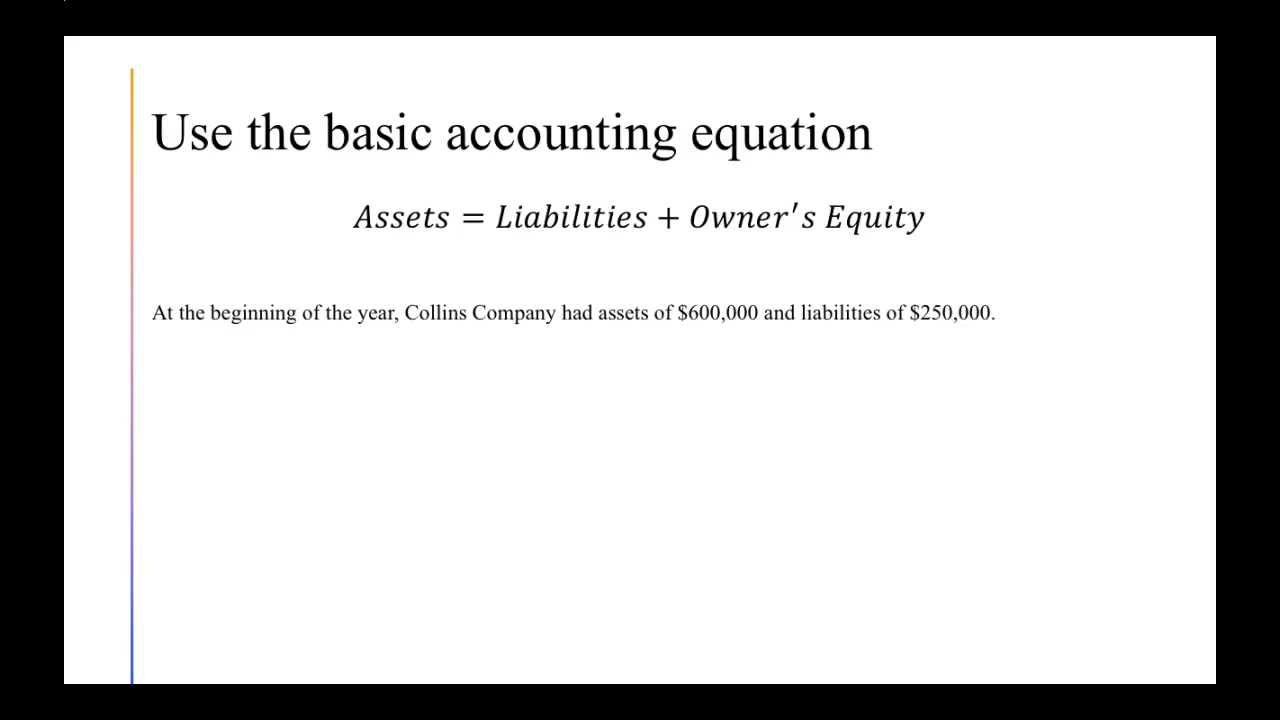 Use the basic accounting equation
Assets = Liabilities + Owner's Equity
At the beginning of the year, Collins Company had assets of $600,000 and liabilities of $250,000.